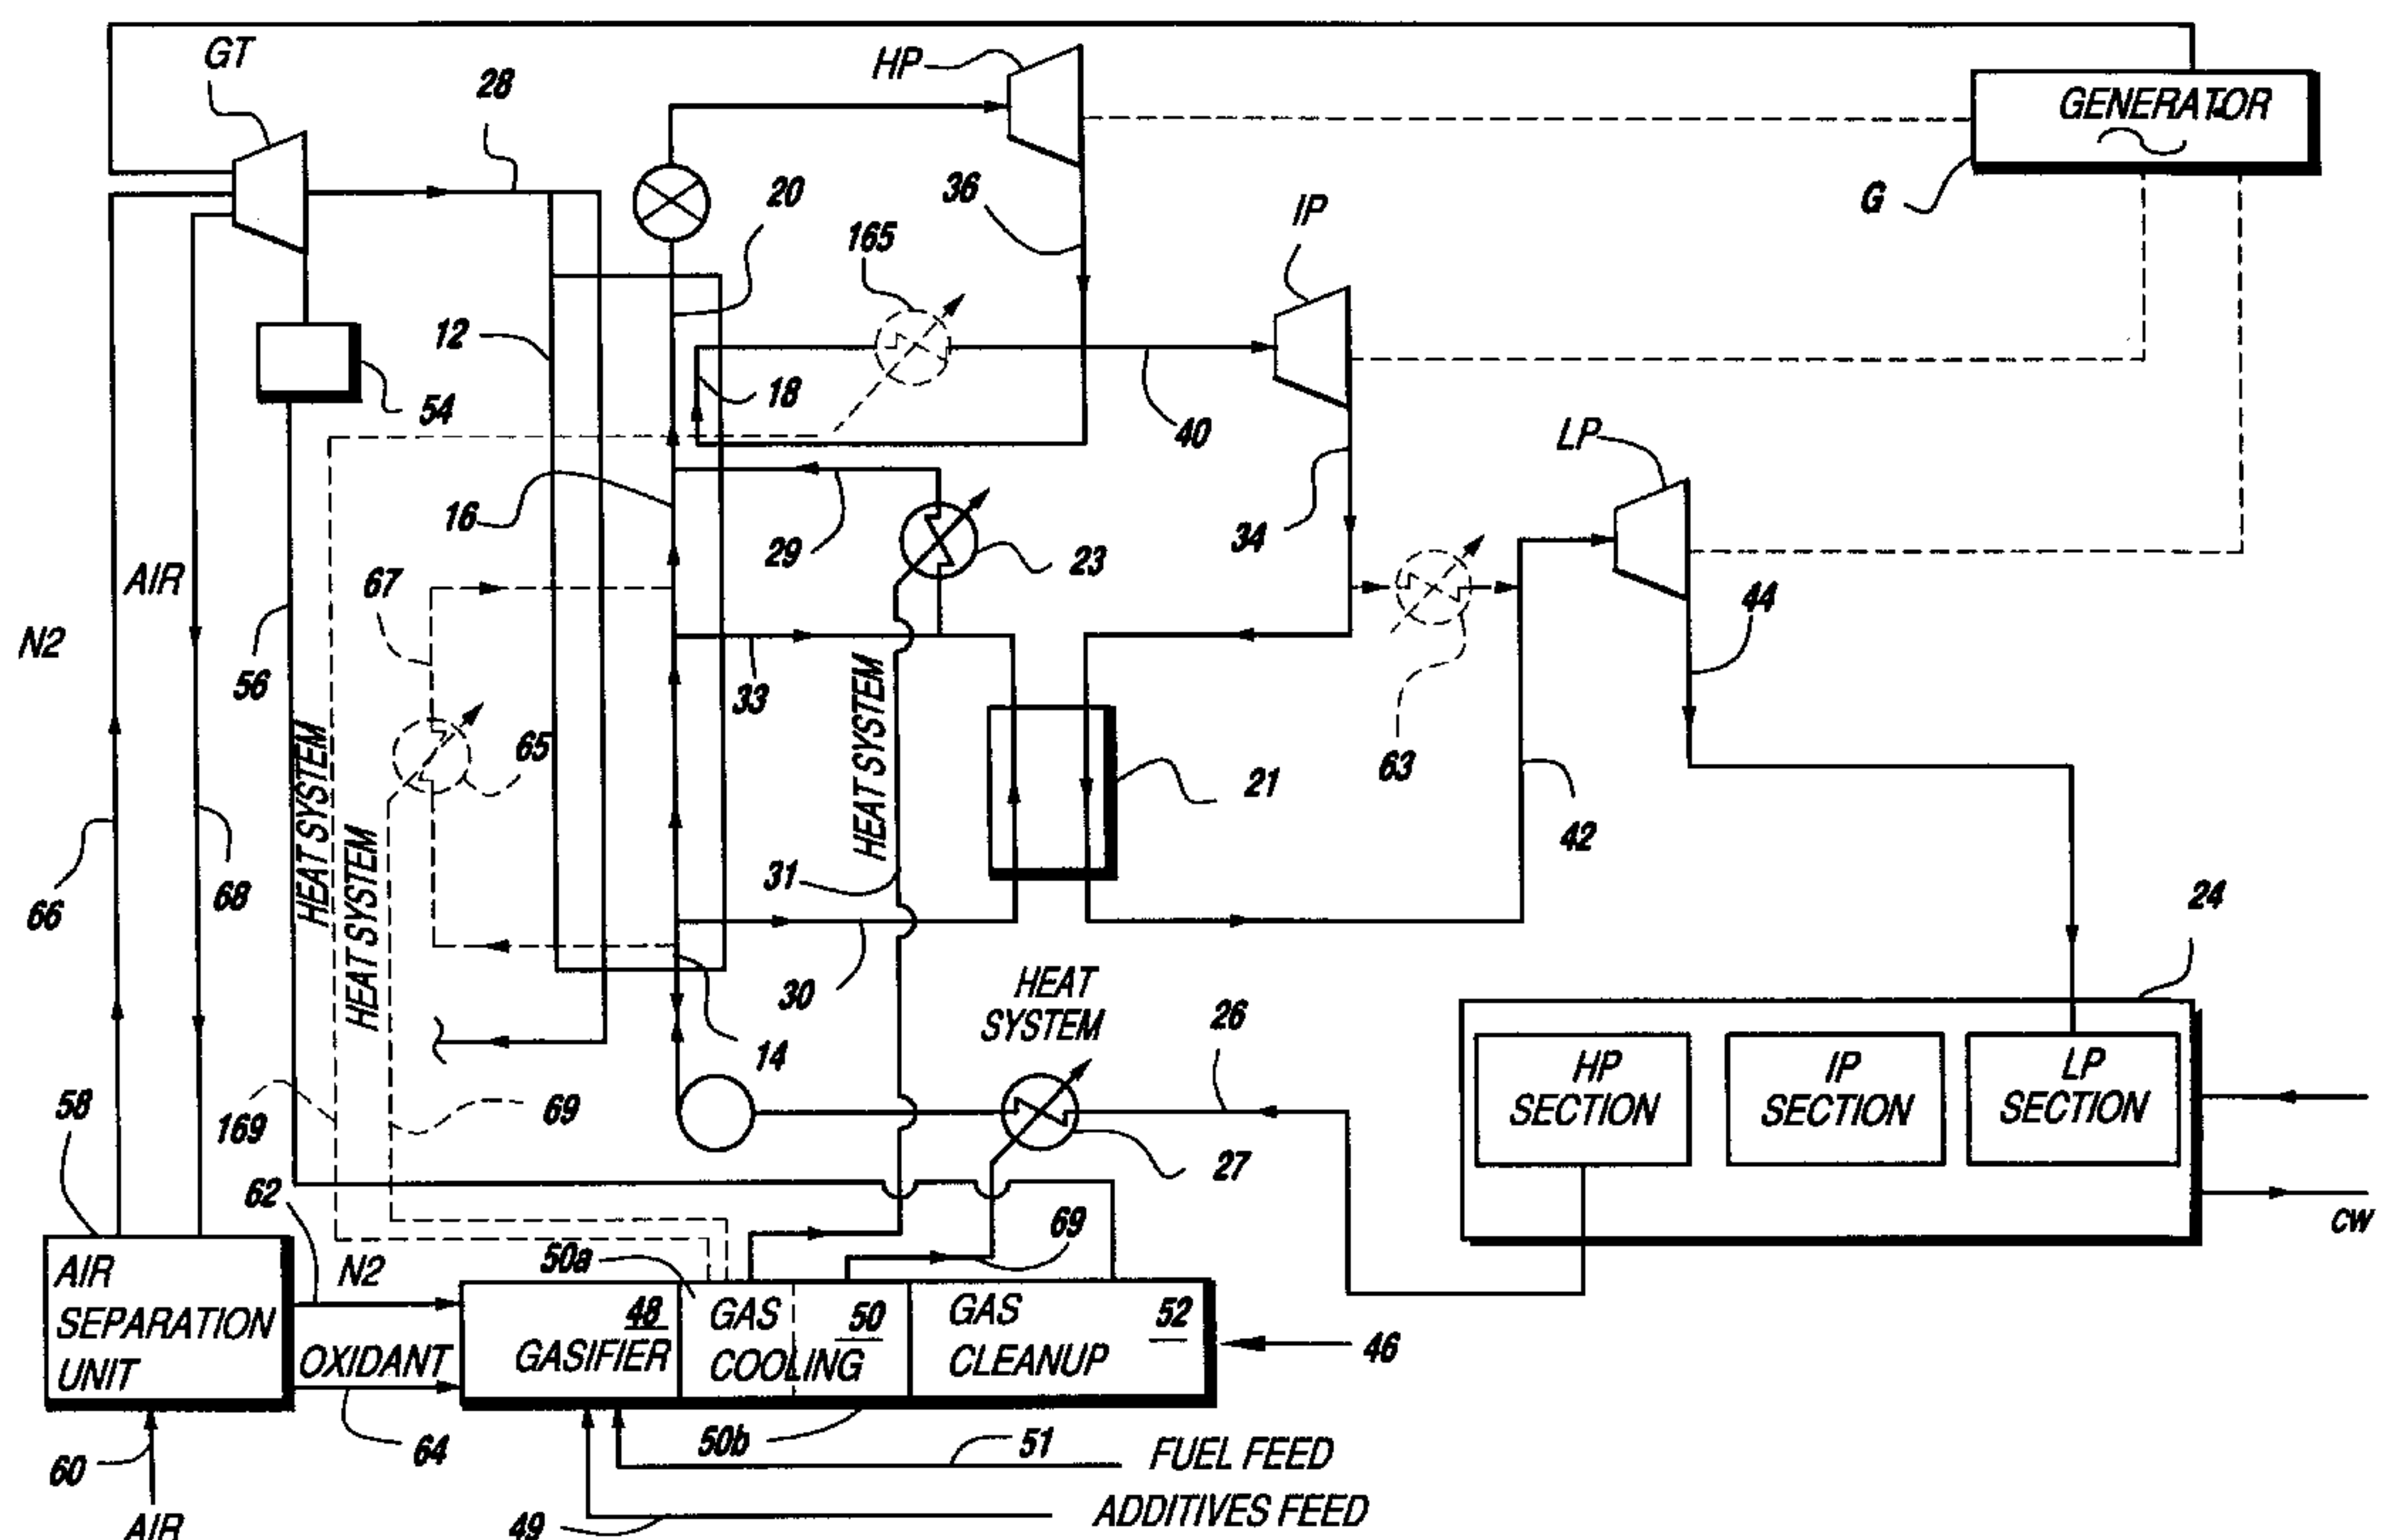 GT
28
HP
GENERATOR
G
20
165
36
IP
12
18
54
40
LP
16
29
34
23
AIR
67
44
N2
56
33
HEAT SYSTEM
65
63
21
42
HEAT SYSTEM
HEAT SYSTEM
31
66
68
24
30
HEAT
SYSTEM
26
14
HP
SECTION
IP
SECTION
LP
SECTION
58
169
69
27
62
69
CW
50a
AIR
SEPARATION
UNIT
N2
OXIDANT
48
GASIFIER
GAS
COOLING
50
GAS
CLEANUP
52
46
60
64
50b
51
FUEL FEED
AIR
49
ADDITIVES FEED